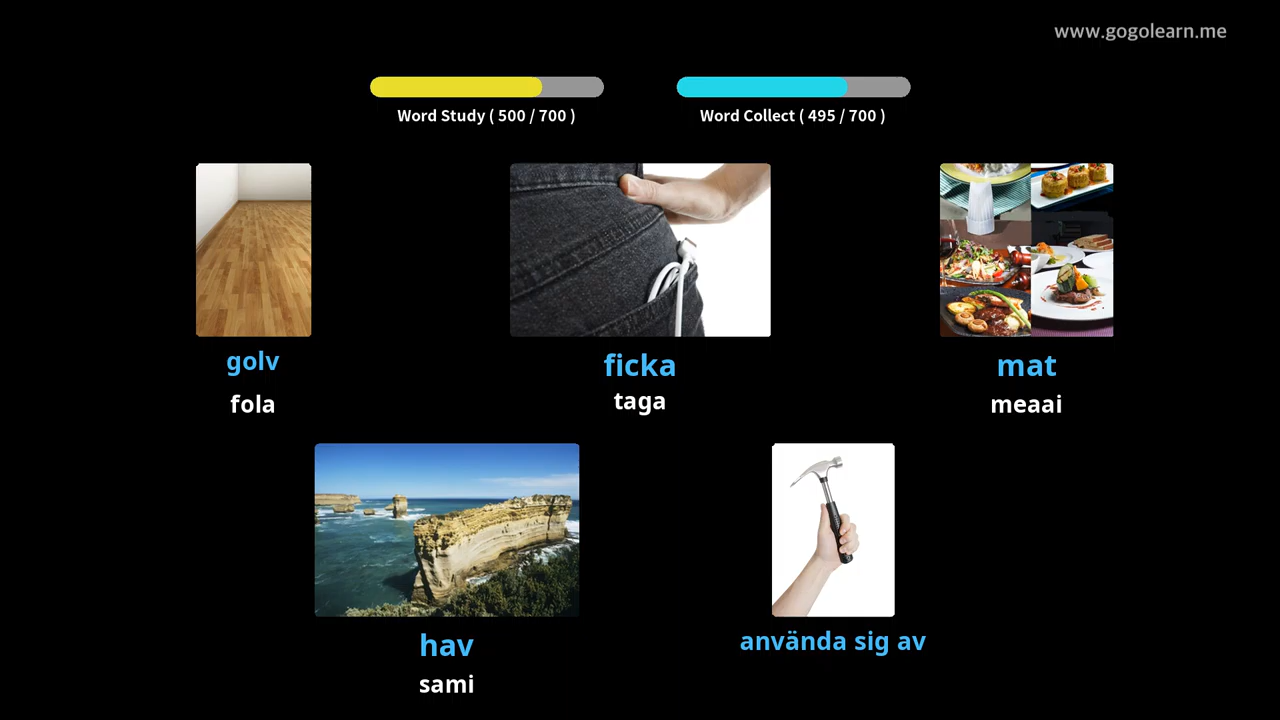 www.gogolearn.me
Word Study ( 500 / 700 )
Word Collect ( 495 / 700 )
golv
fola
ficka
taga
mat
meaai
hav
sami
använda sig av